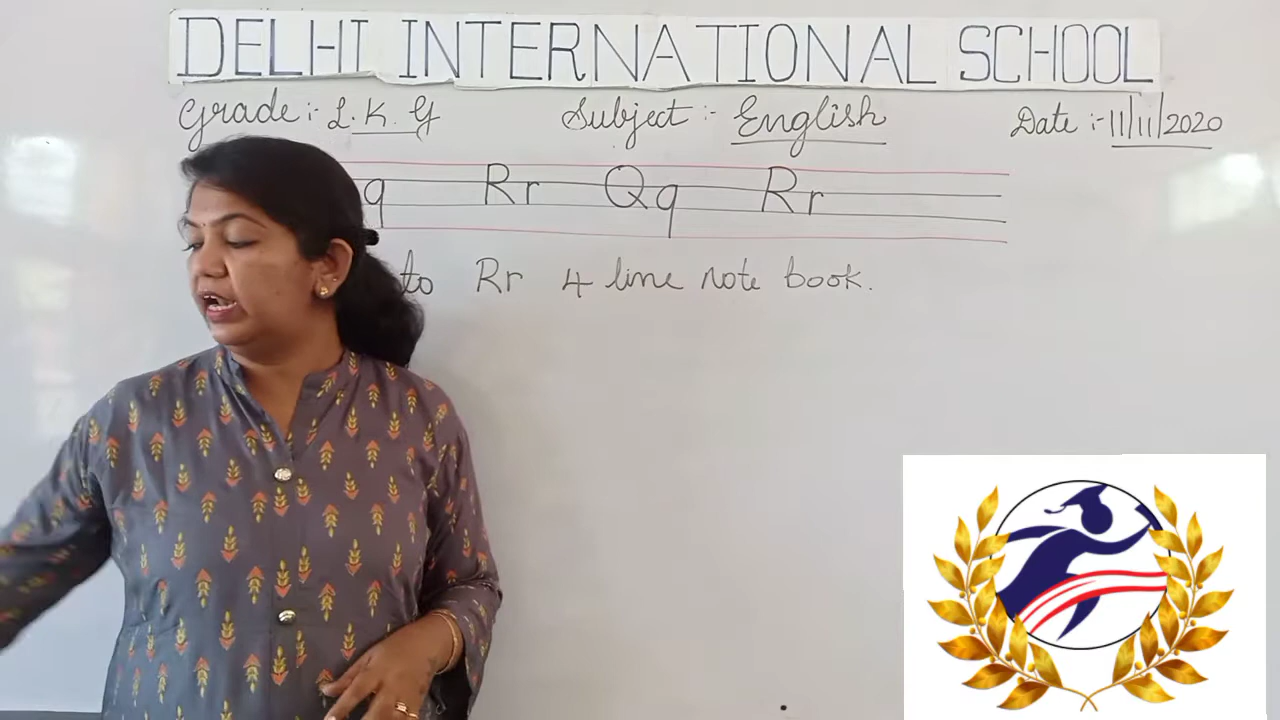 DELHI INTERNATIONAL SCHOOL
Grade :- L.K.G Subject :- English Date :- 11/11/2020
q Rr Qq Rr
to Rr 4 line note book.